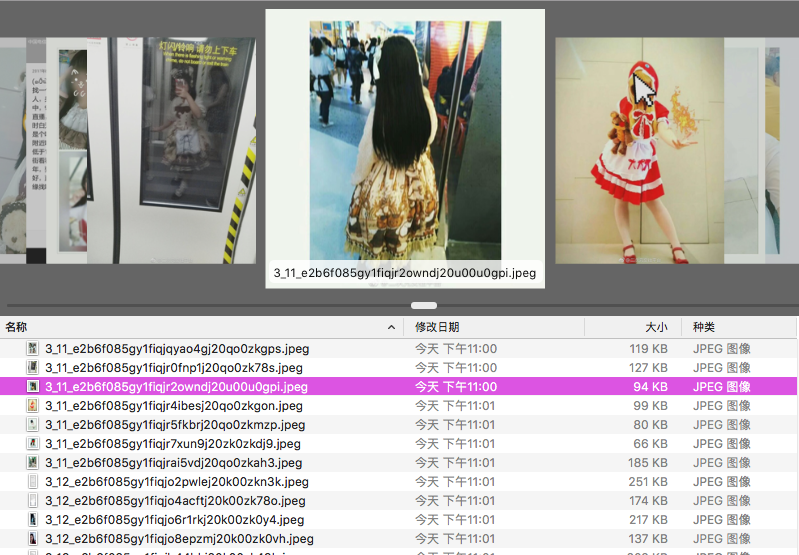 灯闪/铃响 请勿上下车
3_11_e2b6f085gy1fiqjr2owndj20u00u0gpi.jpeg
名称 修改日期 大小 种类
3_11_e2b6f085gy1fiqjqyao4gj20qo0zkgps.jpeg 今天 下午11:00 119 KB JPEG 图像
3_11_e2b6f085gy1fiqjr0fnp1j20qo0zk78s.jpeg 今天 下午11:00 127 KB JPEG 图像
3_11_e2b6f085gy1fiqjr2owndj20u00u0gpi.jpeg 今天 下午11:00 94 KB JPEG 图像
3_11_e2b6f085gy1fiqjr4ibesj20qo0zkgon.jpeg 今天 下午11:01 99 KB JPEG 图像
3_11_e2b6f085gy1fiqjr5fkbrj20qo0zkmzp.jpeg 今天 下午11:01 80 KB JPEG 图像
3_11_e2b6f085gy1fiqjr7xun9j20zk0zkdj9.jpeg 今天 下午11:01 66 KB JPEG 图像
3_11_e2b6f085gy1fiqjrai5vdj20qo0zkah3.jpeg 今天 下午11:01 185 KB JPEG 图像
3_12_e2b6f085gy1fiqjo2pwlej20k00zkn3k.jpeg 今天 下午11:01 251 KB JPEG 图像
3_12_e2b6f085gy1fiqjo4acftj20k00zk78o.jpeg 今天 下午11:01 174 KB JPEG 图像
3_12_e2b6f085gy1fiqjo6r1rkj20k00zk0y4.jpeg 今天 下午11:01 217 KB JPEG 图像
3_12_e2b6f085gy1fiqjo8epzmj20k00zk0vh.jpeg 今天 下午11:01 137 KB JPEG 图像